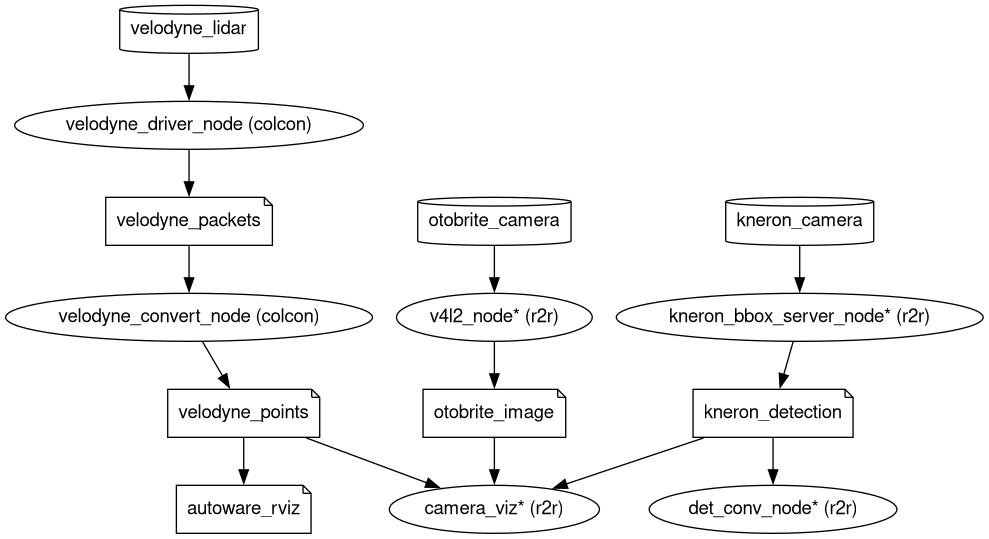 velodyne_lidar
velodyne_driver_node (colcon)
velodyne_packets
otobrite_camera
kneron_camera
velodyne_convert_node (colcon)
v4l2_node* (r2r)
kneron_bbox_server_node* (r2r)
velodyne_points
otobrite_image
kneron_detection
autoware_rviz
camera_viz* (r2r)
det_conv_node* (r2r)